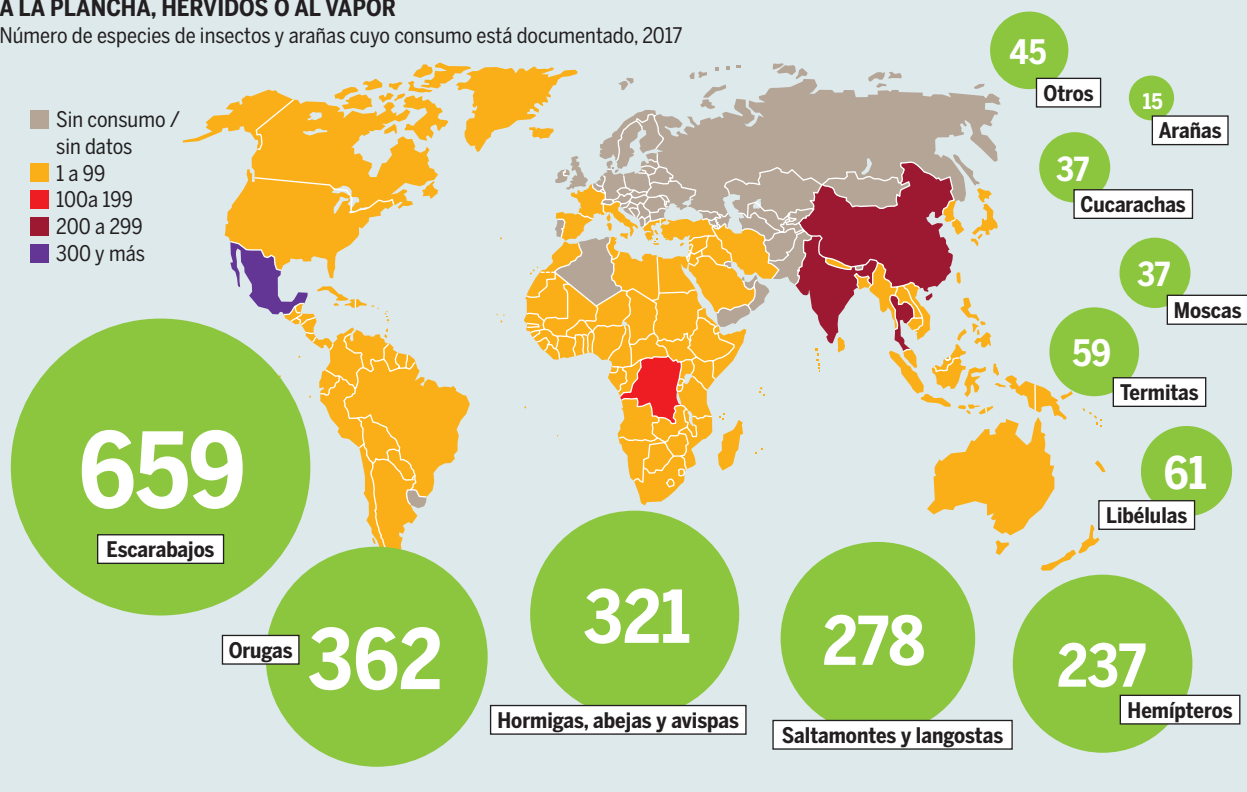 A LA PLANCHA, HERVIDOS O AL VAPOR
Número de especies de insectos y arañas cuyo consumo está documentado, 2017
Sin consumo /
sin datos
1 a 99
100a 199
200 a 299
300 y más
45
Otros
15
Arañas
37
Cucarachas
37
Moscas
59
Termitas
61
Libélulas
659
Escarabajos
Orugas
362
321
Hormigas, abejas y avispas
278
Saltamontes y langostas
237
Hemípteros